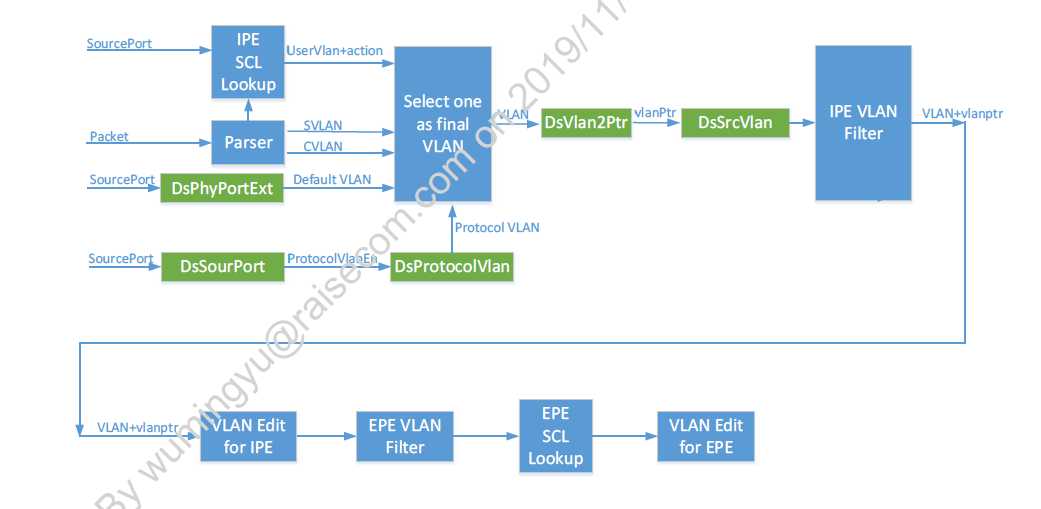 SourcePort
IPE
SCL
Lookup
UserVlan+action
Packet
Parser
SVLAN
CVLAN
SourcePort
DsPhyPortExt
Default VLAN
Select one
as final
VLAN
VLAN
DsVlan2Ptr
vlanPtr
DsSrcVlan
IPE VLAN
Filter
VLAN+vlanptr
Protocol VLAN
SourcePort
DsSourPort
ProtocolVlanEn
DsProtocolVlan
VLAN+vlanptr
VLAN Edit
for IPE
EPE VLAN
Filter
EPE
SCL
Lookup
VLAN Edit
for EPE
By wumingyu@raisecom.com on 2019/11/